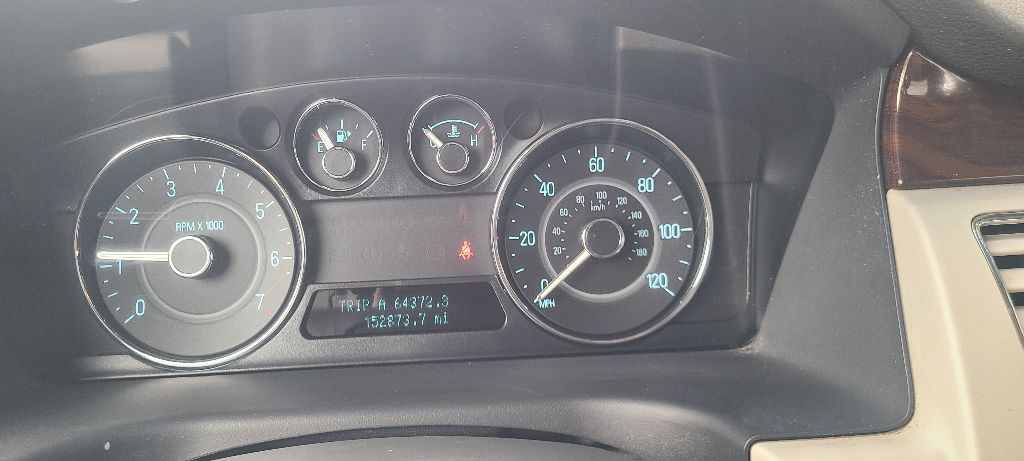 E F
C H
0 1 2 3 4 5 6 7
RPM X 1000
TRIP A 64372.3
152873.7 mi
0 20 40 60 80 100 120
MPH
20 40 60 80 100 120 140 160 180
km/h